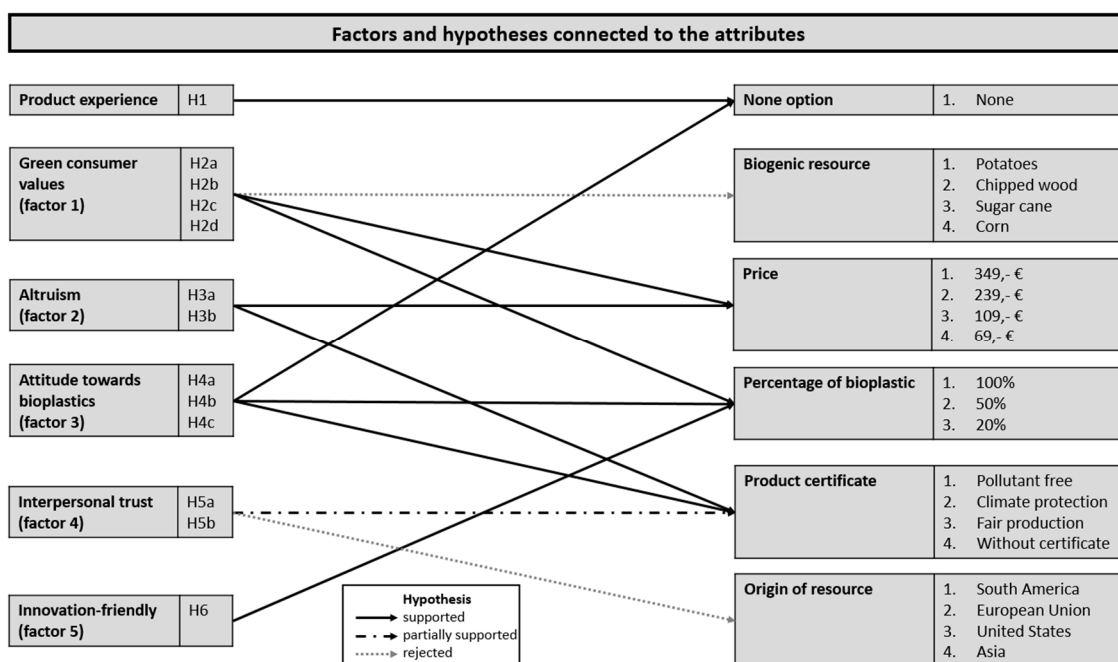 Factors and hypotheses connected to the attributes
Product experience
H1
Green consumer
values
(factor 1)
H2a
H2b
H2c
H2d
Altruism
(factor 2)
H3a
H3b
Attitude towards
bioplastics
(factor 3)
H4a
H4b
H4c
Interpersonal trust
(factor 4)
H5a
H5b
Innovation-friendly
(factor 5)
H6
Hypothesis
supported
partially supported
rejected
None option
1. None
Biogenic resource
1. Potatoes
2. Chipped wood
3. Sugar cane
4. Corn
Price
1. 349,- €
2. 239,- €
3. 109,- €
4. 69,- €
Percentage of bioplastic
1. 100%
2. 50%
3. 20%
Product certificate
1. Pollutant free
2. Climate protection
3. Fair production
4. Without certificate
Origin of resource
1. South America
2. European Union
3. United States
4. Asia